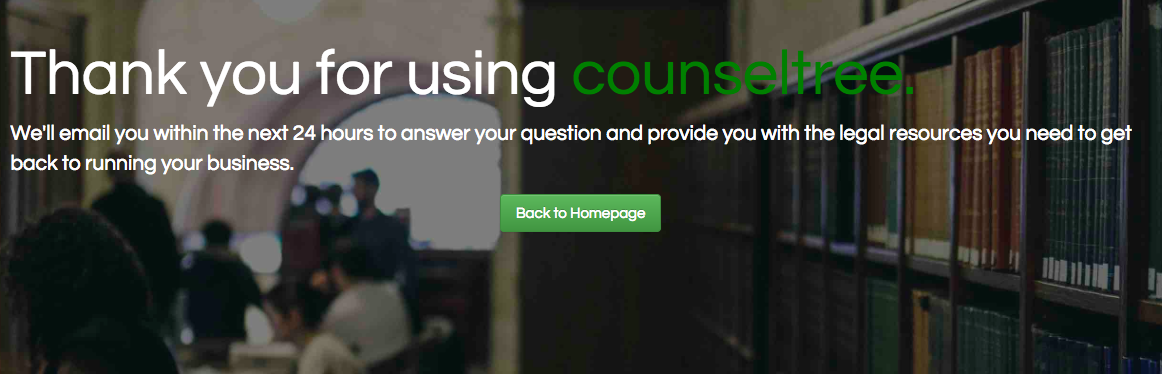 Thank you for using counseltree.
We'll email you within the next 24 hours to answer your question and provide you with the legal resources you need to get
back to running your business.
Back to Homepage